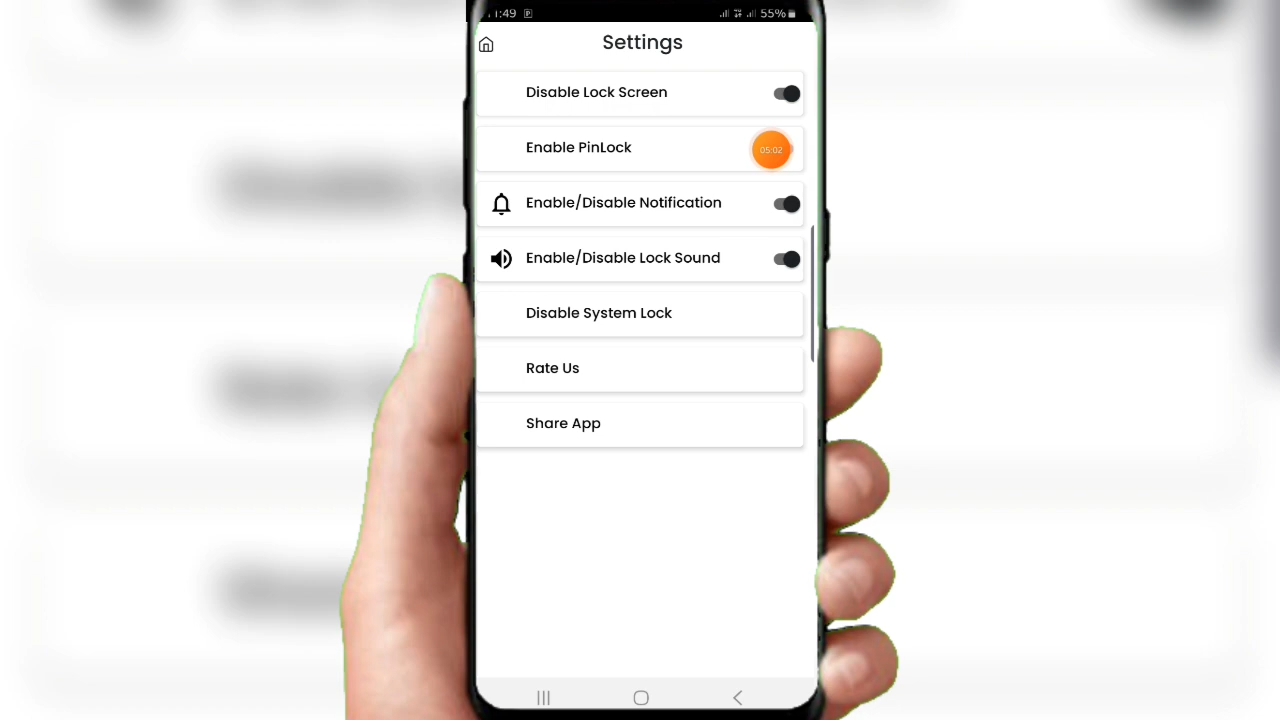 :49
55%
Settings
Disable Lock Screen
Enable PinLock
05:02
Enable/Disable Notification
Enable/Disable Lock Sound
Disable System Lock
Rate Us
Share App